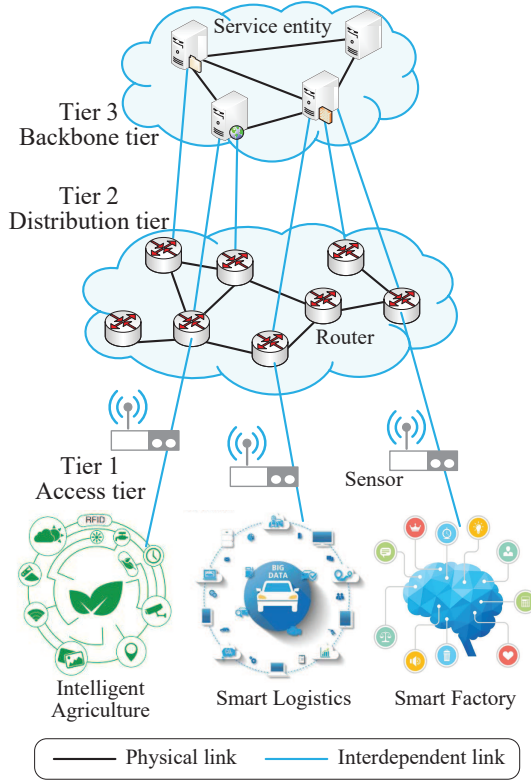 Service entity
Tier 3
Backbone tier
Tier 2
Distribution tier
Router
Tier 1
Access tier
Sensor
RFID
BIG
DATA
Intelligent
Agriculture
Smart Logistics
Smart Factory
Physical link
Interdependent link